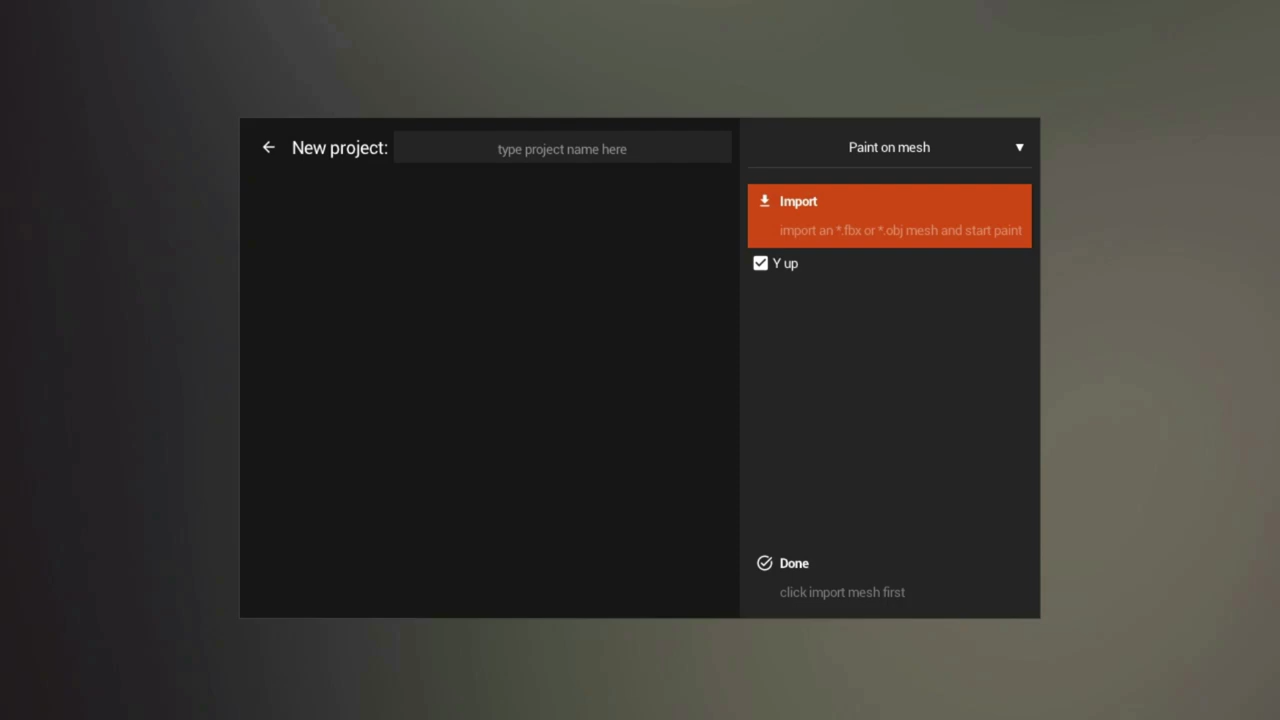 New project:
type project name here
Paint on mesh
Import
import an *.fbx or *.obj mesh and start paint
Y up
Done
click import mesh first